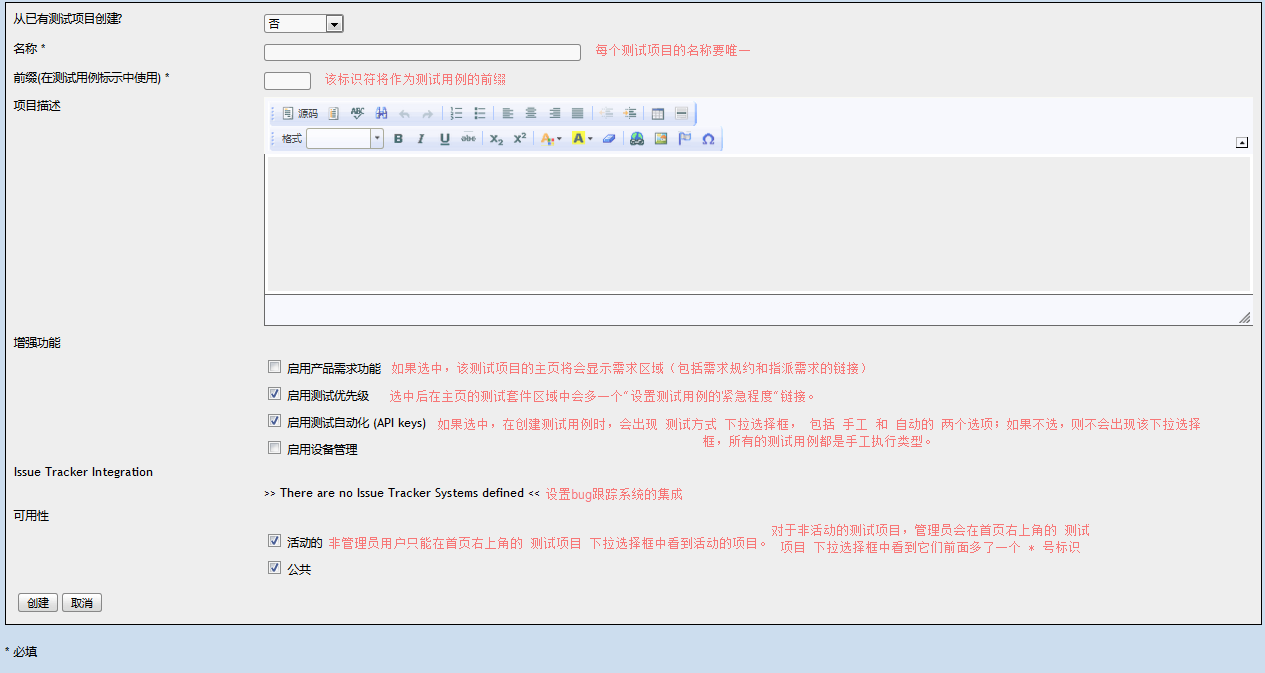 从已有测试项目创建? 否
名称 * 每个测试项目的名称要唯一
前缀(在测试用例标示中使用) * 该标识符将作为测试用例的前缀
项目描述
源码 ABC
格式 B I U abc X₂ X² A A Ω
增强功能
启用产品需求功能 如果选中，该测试项目的主页将会显示需求区域（包括需求规约和指派需求的链接）
启用测试优先级 选中后在主页的测试套件区域中会多一个“设置测试用例的紧急程度”链接。
启用测试自动化 (API keys) 如果选中，在创建测试用例时，会出现 测试方式 下拉选择框， 包括 手工 和 自动的 两个选项；如果不选，则不会出现该下拉选择
框，所有的测试用例都是手工执行类型。
启用设备管理
Issue Tracker Integration
>> There are no Issue Tracker Systems defined << 设置bug跟踪系统的集成
可用性
活动的 非管理员用户只能在首页右上角的 测试项目 下拉选择框中看到活动的项目。
对于非活动的测试项目，管理员会在首页右上角的 测试
项目 下拉选择框中看到它们前面多了一个 * 号标识
公共
创建 取消
* 必填